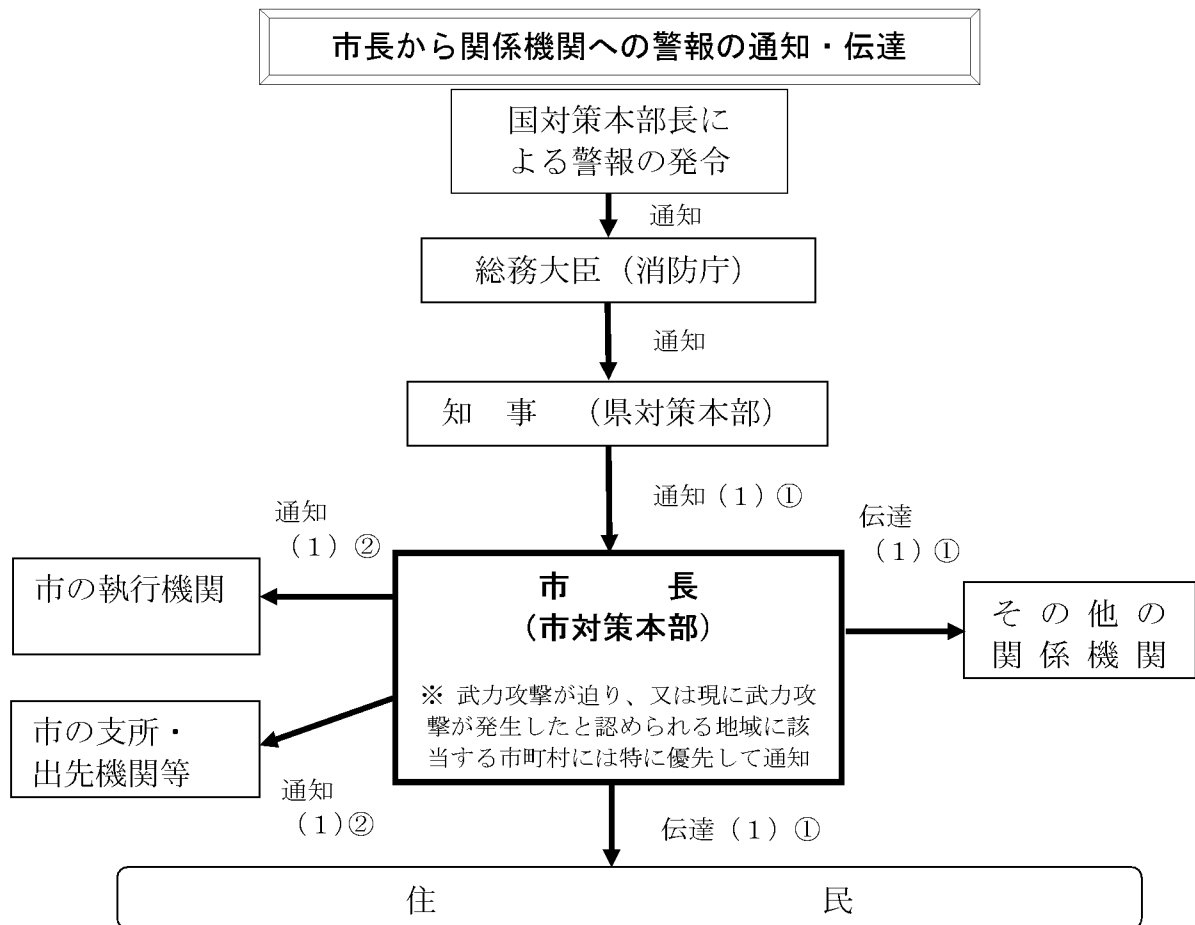 市長から関係機関への警報の通知・伝達
国対策本部長に
よる警報の発令
通知
総務大臣（消防庁）
通知
知　事　（県対策本部）
通知（１）①
通知
（１）②
伝達
（１）①
市の執行機関
市　　長
（市対策本部）
※ 武力攻撃が迫り、又は現に武力攻
撃が発生したと認められる地域に該
当する市町村には特に優先して通知
そ の 他 の
関 係 機 関
市の支所・
出先機関等
通知
（１）②
伝達（１）①
住　　民